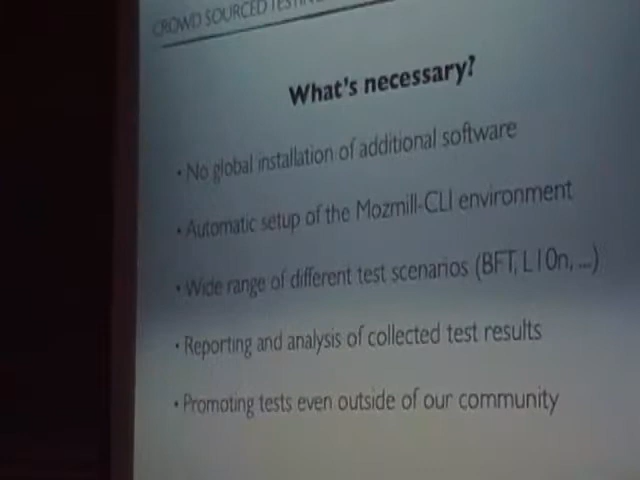 CROWD SOURCED TESTING
What's necessary?
• No global installation of additional software
• Automatic setup of the Mozmill-CLI environment
• Wide range of different test scenarios (BFT, L10n, ...)
• Reporting and analysis of collected test results
• Promoting tests even outside of our community